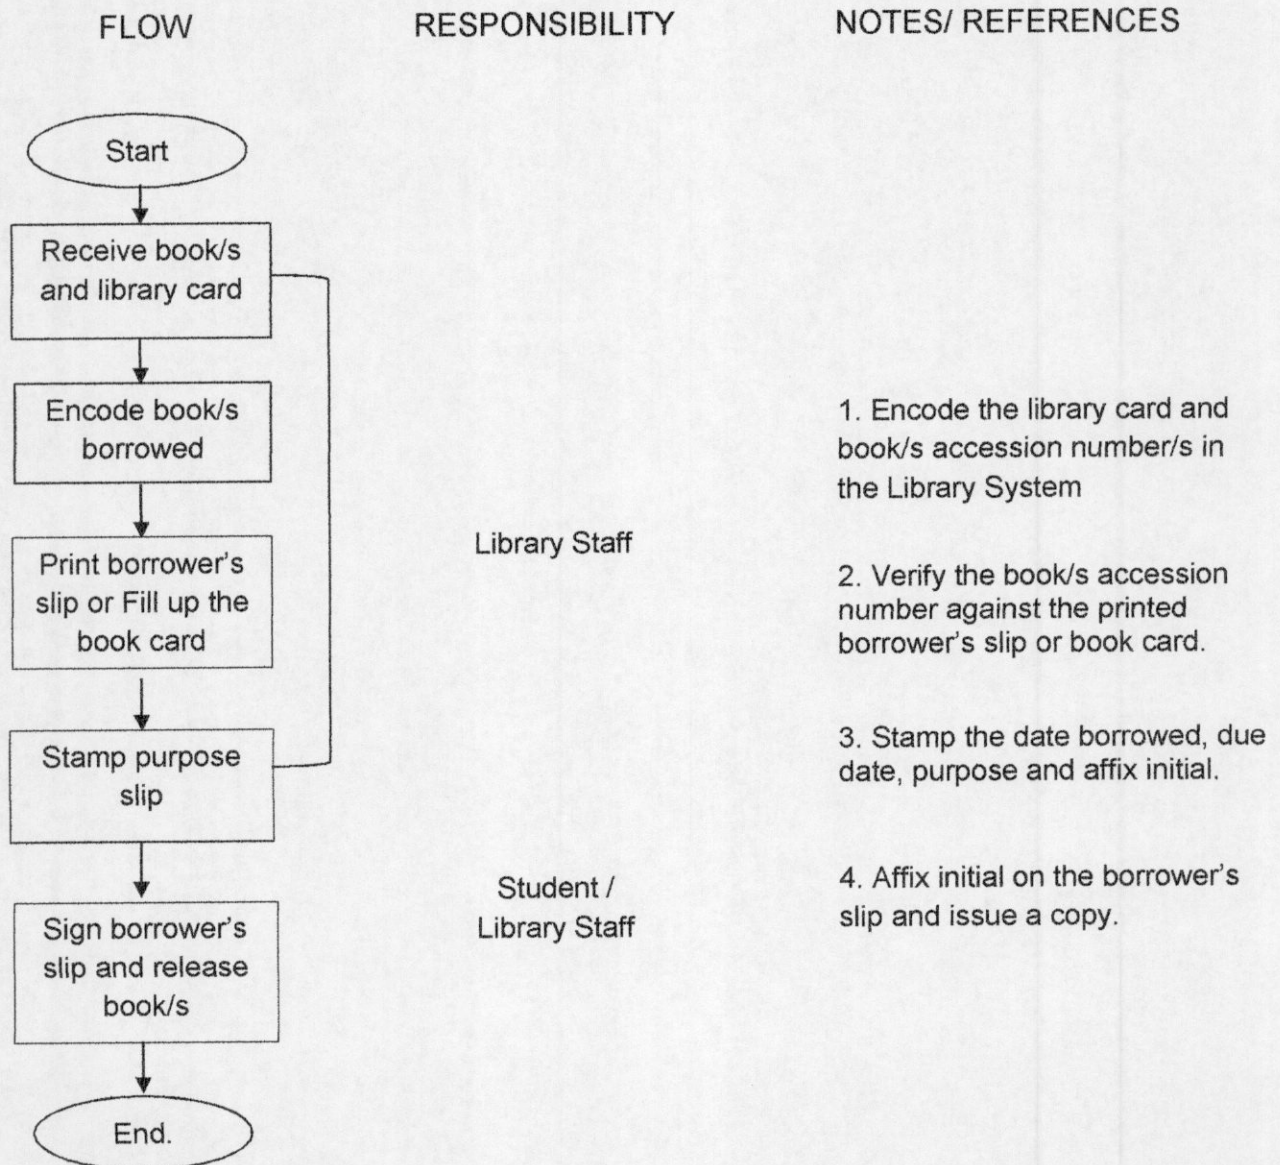 FLOW
RESPONSIBILITY
NOTES/ REFERENCES
Start
Receive book/s
and library card
Encode book/s
borrowed
1. Encode the library card and
book/s accession number/s in
the Library System
Print borrower's
slip or Fill up the
book card
Library Staff
2. Verify the book/s accession
number against the printed
borrower's slip or book card.
Stamp purpose
slip
3. Stamp the date borrowed, due
date, purpose and affix initial.
Sign borrower's
slip and release
book/s
Student /
Library Staff
4. Affix initial on the borrower's
slip and issue a copy.
End.